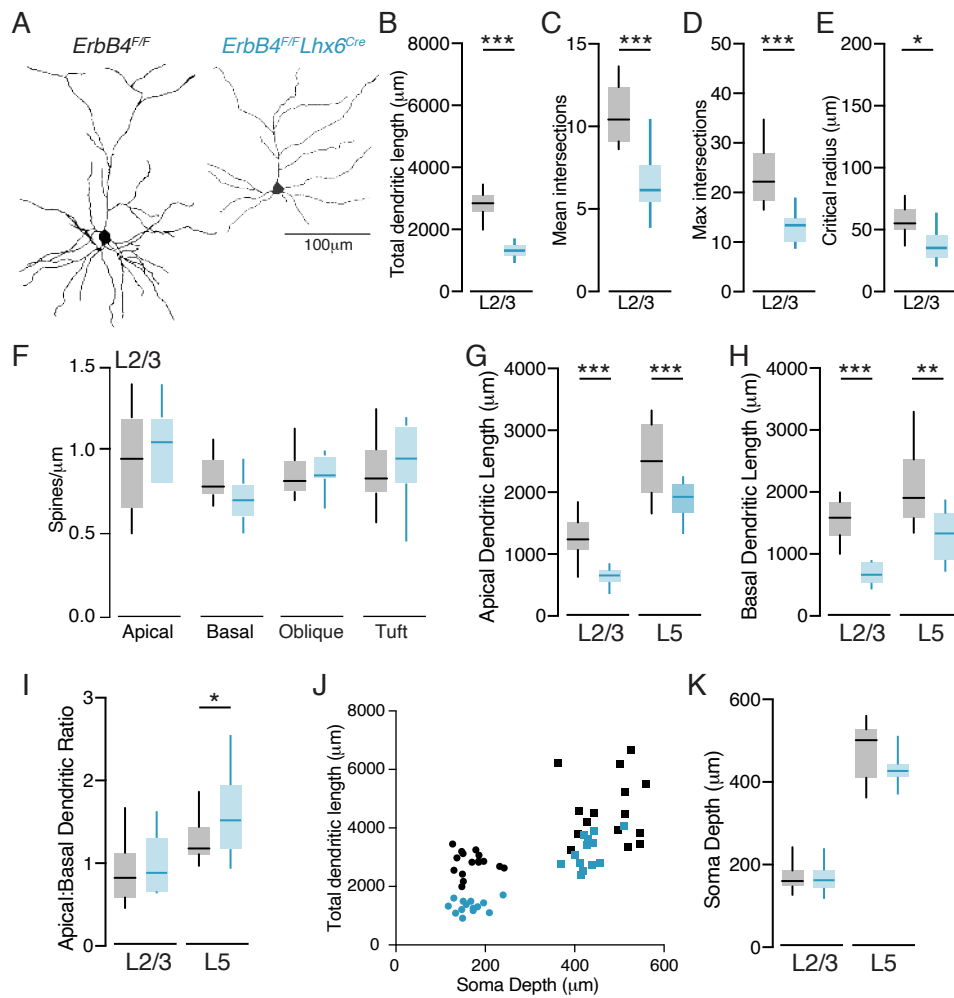 A
ErbB4F/F
ErbB4F/FLhx6Cre
100μm
B
Total dendritic length (μm)
8000
6000
4000
2000
0
***
L2/3
C
Mean intersections
15
10
5
0
***
L2/3
D
Max intersections
50
40
30
20
10
0
***
L2/3
E
Critical radius (μm)
200
150
100
50
0
*
L2/3
F
L2/3
Spines/μm
1.5
1.0
0.5
0.0
Apical
Basal
Oblique
Tuft
G
Apical Dendritic Length (μm)
4000
3000
2000
1000
0
***
***
L2/3
L5
H
Basal Dendritic Length (μm)
4000
3000
2000
1000
0
***
**
L2/3
L5
I
Apical:Basal Dendritic Ratio
3
2
1
0
*
L2/3
L5
J
Total dendritic length (μm)
8000
6000
4000
2000
0
0
200
400
600
Soma Depth (μm)
K
Soma Depth (μm)
600
400
200
0
L2/3
L5